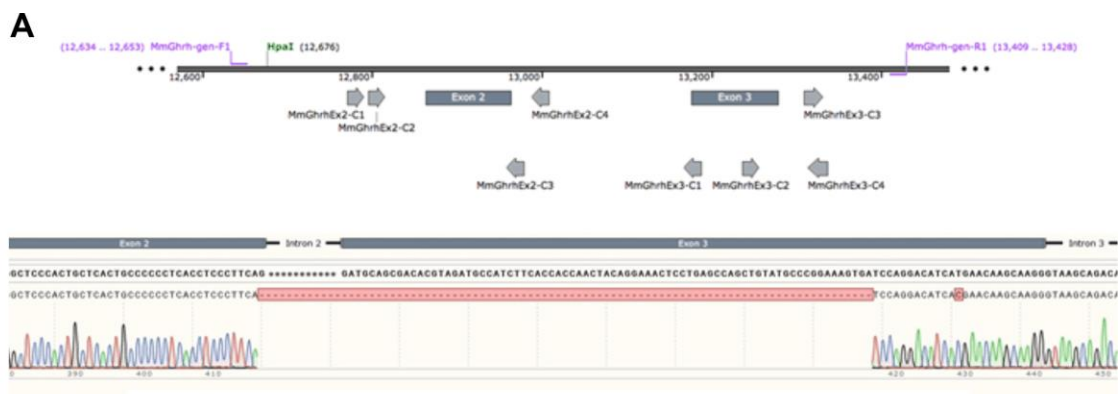 A
(12,634 .. 12,653) MmGhrh-gen-F1 HpaI (12,676) MmGhrh-gen-R1 (13,409 .. 13,428)
12,600 12,800 13,000 13,200 13,400
Exon 2 Exon 3
MmGhrhEx2-C1 MmGhrhEx2-C4 MmGhrhEx3-C3
MmGhrhEx2-C2
MmGhrhEx2-C3 MmGhrhEx3-C1 MmGhrhEx3-C2 MmGhrhEx3-C4
Exon 2 Intron 2 Exon 3 Intron 3
GCTCCCACTGCTCACTGCCCCCCTCACCTCCCTTCAG *********** GATGCAGCGACACGTAGATGCCATCTTCACCACCAACTACAGGAAACTCCTGAGCCAGCTGTATGCCCGGAAAGTGATCCAGGACATCATGAACAAGCAAGGGTAAGCAGACA
GCTCCCACTGCTCACTGCCCCCCTCACCTCCCTTCA TCCAGGACATCACGAACAAGCAAGGGTAAGCAGACA
390 400 410 420 430 440 450